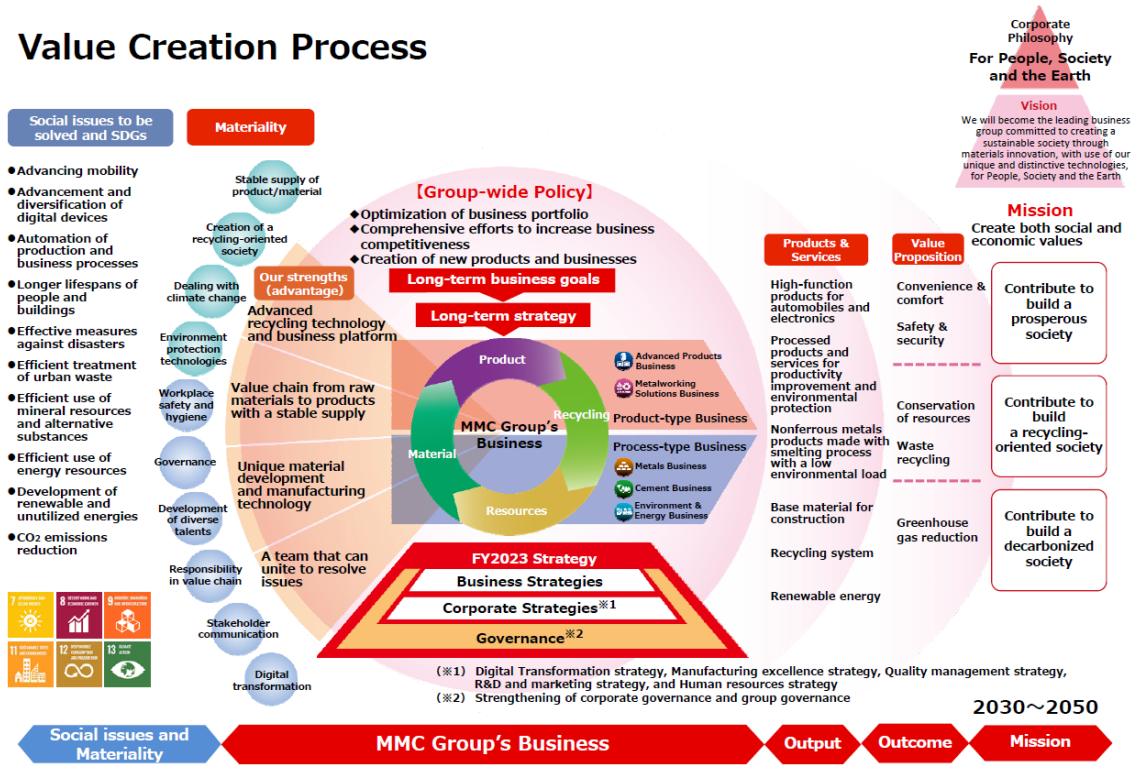 Value Creation Process
Corporate
Philosophy
For People, Society
and the Earth
Vision
We will become the leading business
group committed to creating a
sustainable society through
materials innovation, with use of our
unique and distinctive technologies,
for People, Society and the Earth
Mission
Create both social and
economic values
Social issues to be
solved and SDGs
●Advancing mobility
●Advancement and
diversification of
digital devices
●Automation of
production and
business processes
●Longer lifespans of
people and
buildings
●Effective measures
against disasters
●Efficient treatment
of urban waste
●Efficient use of
mineral resources
and alternative
substances
●Efficient use of
energy resources
●Development of
renewable and
unutilized energies
●CO2 emissions
reduction
7
8
9
11
12
13
Materiality
Stable supply of
product/material
Creation of a
recycling-oriented
society
Dealing with
climate change
Environment
protection
technologies
Workplace
safety and
hygiene
Governance
Development
of diverse
talents
Responsibility
in value chain
Stakeholder
communication
Digital
transformation
Our strengths
(advantage)
Advanced
recycling technology
and business platform
Value chain from raw
materials to products
with a stable supply
Unique material
development
and manufacturing
technology
A team that can
unite to resolve
issues
【Group-wide Policy】
◆Optimization of business portfolio
◆Comprehensive efforts to increase business
competitiveness
◆Creation of new products and businesses
Long-term business goals
Long-term strategy
Product
Recycling
Resources
Material
MMC Group's
Business
Advanced Products
Business
Metalworking
Solutions Business
Product-type Business
Process-type Business
Metals Business
Cement Business
Environment &
Energy Business
FY2023 Strategy
Business Strategies
Corporate Strategies※1
Governance※2
(※1) Digital Transformation strategy, Manufacturing excellence strategy, Quality management strategy,
R&D and marketing strategy, and Human resources strategy
(※2) Strengthening of corporate governance and group governance
Products &
Services
High-function
products for
automobiles and
electronics
Processed
products and
services for
productivity
improvement and
environmental
protection
Nonferrous metals
products made with
smelting process
with a low
environmental load
Base material for
construction
Recycling system
Renewable energy
Value
Proposition
Convenience &
comfort
Safety &
security
Conservation
of resources
Waste
recycling
Greenhouse
gas reduction
Contribute to
build a
prosperous
society
Contribute to
build
a recycling-
oriented society
Contribute to
build a
decarbonized
society
2030～2050
Social issues and
Materiality
MMC Group's Business
Output
Outcome
Mission